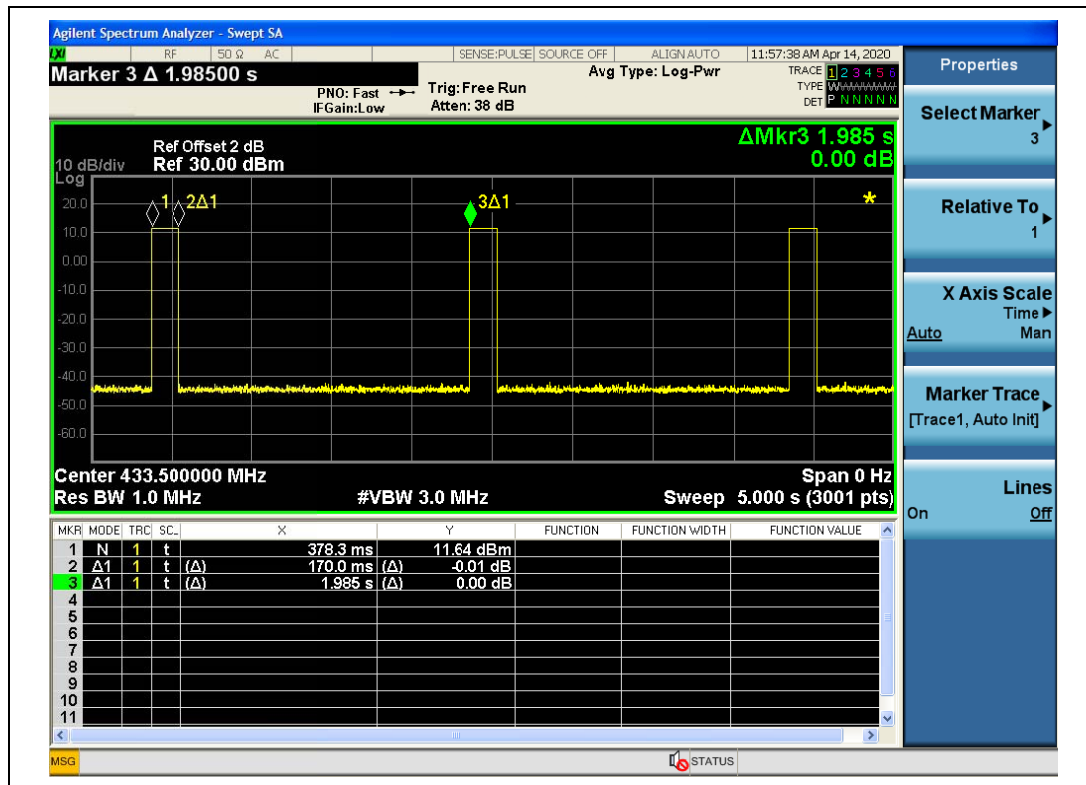 Agilent Spectrum Analyzer - Swept SA
LXI RF 50 Ω AC SENSE:PULSE SOURCE OFF ALIGN AUTO 11:57:38 AM Apr 14, 2020
Marker 3 Δ 1.98500 s
PNO: Fast
IFGain:Low
Trig: Free Run
Atten: 38 dB
Avg Type: Log-Pwr
TRACE 1 2 3 4 5 6
TYPE WWWWWW
DET P N N N N N
ΔMkr3 1.985 s
0.00 dB
Ref Offset 2 dB
10 dB/div Ref 30.00 dBm
Log
1 2Δ1 3Δ1 *
20.0
10.0
0.00
-10.0
-20.0
-30.0
-40.0
-50.0
-60.0
Center 433.500000 MHz Span 0 Hz
Res BW 1.0 MHz #VBW 3.0 MHz Sweep 5.000 s (3001 pts)
MKR MODE TRC SC_ X Y FUNCTION FUNCTION WIDTH FUNCTION VALUE
1 N 1 t 378.3 ms 11.64 dBm
2 Δ1 1 t (Δ) 170.0 ms (Δ) -0.01 dB
3 Δ1 1 t (Δ) 1.985 s (Δ) 0.00 dB
4
5
6
7
8
9
10
11
MSG STATUS
Properties
Select Marker
3
Relative To
1
X Axis Scale
Time
Auto Man
Marker Trace
[Trace1, Auto Init]
Lines
On Off